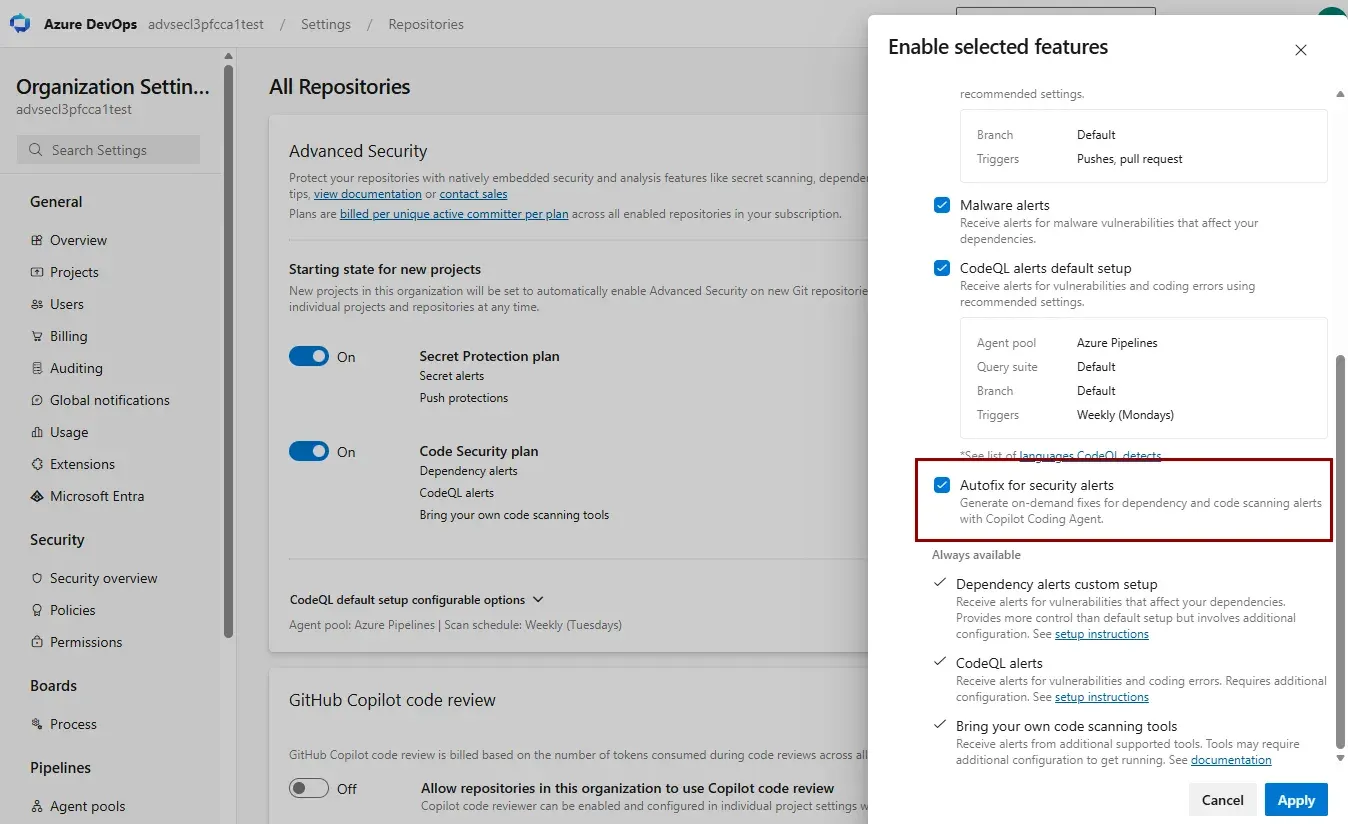 Azure DevOps advsecl3pfcca1test / Settings / Repositories
Organization Settin...
advsecl3pfcca1test
Search Settings
General
Overview
Projects
Users
Billing
Auditing
Global notifications
Usage
Extensions
Microsoft Entra
Security
Security overview
Policies
Permissions
Boards
Process
Pipelines
Agent pools
All Repositories
Advanced Security
Protect your repositories with natively embedded security and analysis features like secret scanning, depende
tips, view documentation or contact sales
Plans are billed per unique active committer per plan across all enabled repositories in your subscription.
Starting state for new projects
New projects in this organization will be set to automatically enable Advanced Security on new Git repositorie
individual projects and repositories at any time.
On
Secret Protection plan
Secret alerts
Push protections
On
Code Security plan
Dependency alerts
CodeQL alerts
Bring your own code scanning tools
CodeQL default setup configurable options
Agent pool: Azure Pipelines | Scan schedule: Weekly (Tuesdays)
GitHub Copilot code review
GitHub Copilot code review is billed based on the number of tokens consumed during code reviews across all
Off
Allow repositories in this organization to use Copilot code review
Copilot code reviewer can be enabled and configured in individual project settings w
Enable selected features
recommended settings.
Branch Default
Triggers Pushes, pull request
Malware alerts
Receive alerts for malware vulnerabilities that affect your
dependencies.
CodeQL alerts default setup
Receive alerts for vulnerabilities and coding errors using
recommended settings.
Agent pool Azure Pipelines
Query suite Default
Branch Default
Triggers Weekly (Mondays)
*See list of languages CodeQL detects
Autofix for security alerts
Generate on-demand fixes for dependency and code scanning alerts
with Copilot Coding Agent.
Always available
Dependency alerts custom setup
Receive alerts for vulnerabilities that affect your dependencies.
Provides more control than default setup but involves additional
configuration. See setup instructions
CodeQL alerts
Receive alerts for vulnerabilities and coding errors. Requires additional
configuration. See setup instructions
Bring your own code scanning tools
Receive alerts from additional supported tools. Tools may require
additional configuration to get running. See documentation
Cancel
Apply